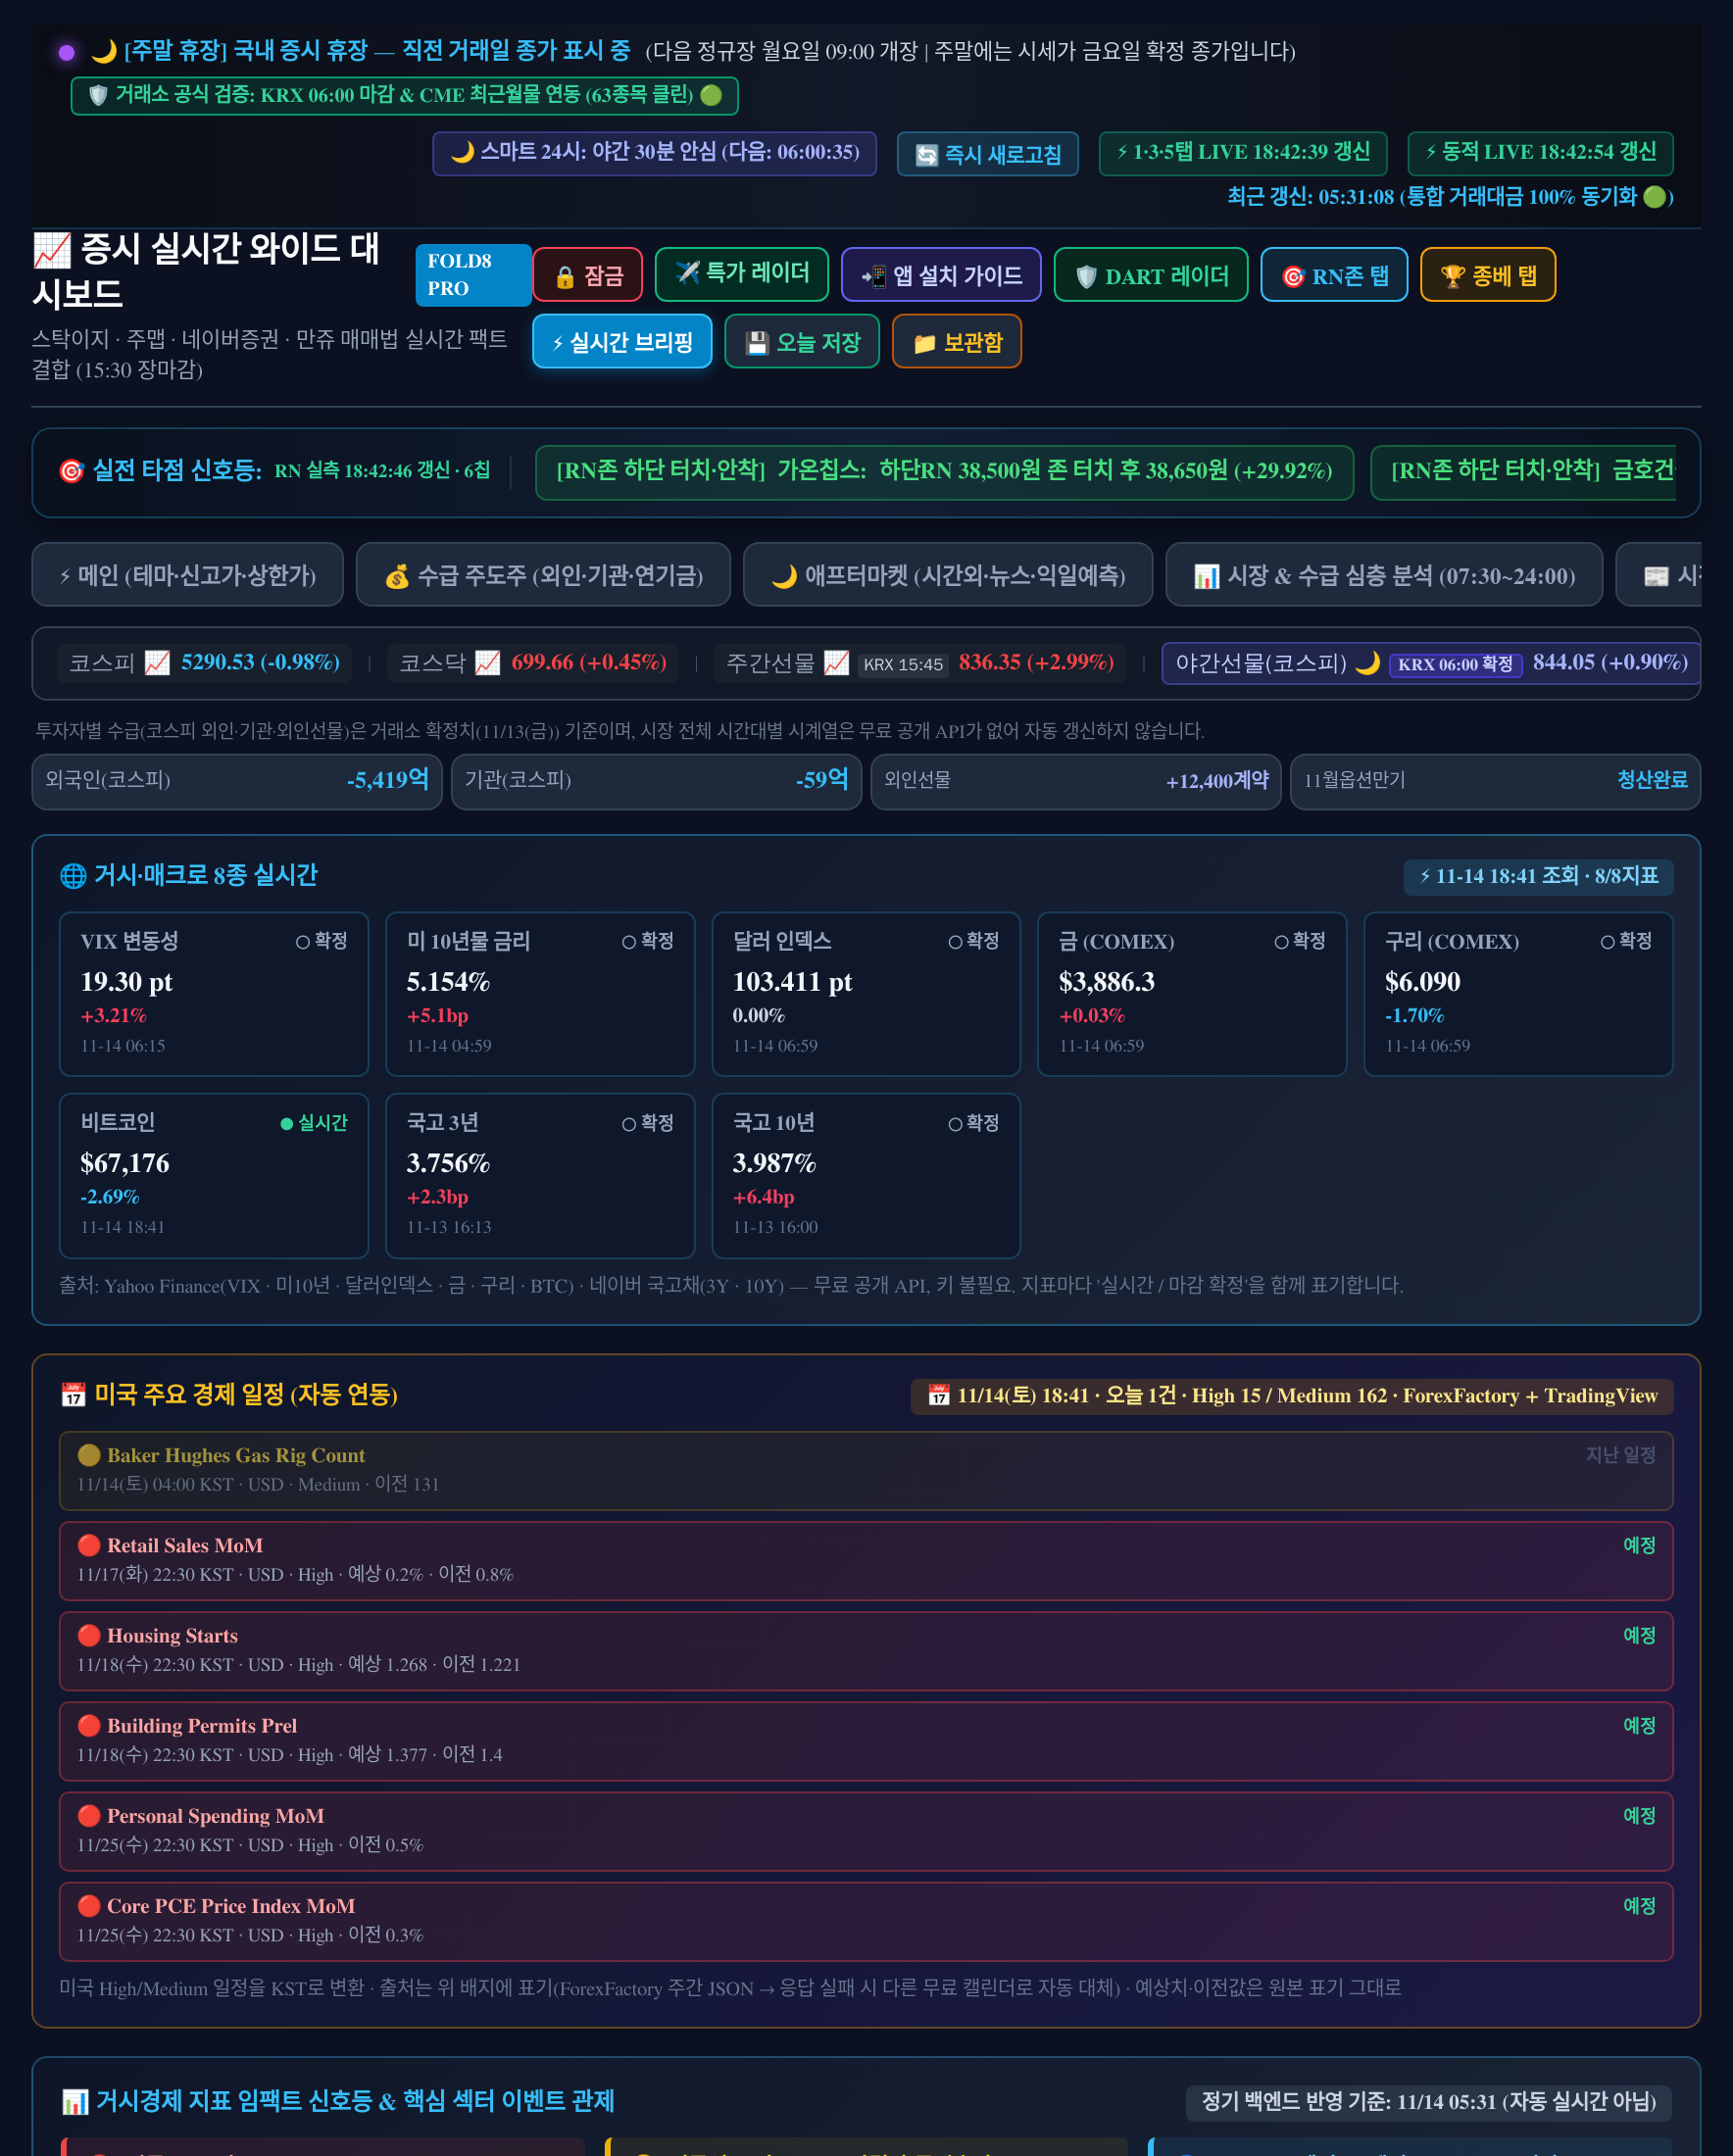 🌙 [주말 휴장] 국내 증시 휴장 — 직전 거래일 종가 표시 중 (다음 정규장 월요일 09:00 개장 | 주말에는 시세가 금요일 확정 종가입니다)
🛡️ 거래소 공식 검증: KRX 06:00 마감 & CME 최근월물 연동 (63종목 클린) 🟢
🌙 스마트 24시: 야간 30분 안심 (다음: 06:00:35) 🔄 즉시 새로고침 ⚡ 1·3·5탭 LIVE 18:42:39 갱신 ⚡ 동적 LIVE 18:42:54 갱신
최근 갱신: 05:31:08 (통합 거래대금 100% 동기화 🟢)
📈 증시 실시간 와이드 대
시보드
FOLD8
PRO
스탁이지 · 주맵 · 네이버증권 · 만쥬 매매법 실시간 팩트
결합 (15:30 장마감)
🔒 잠금 ✈️ 특가 레이더 📲 앱 설치 가이드 🛡️ DART 레이더 🎯 RN존 탭 🏆 종베 탭
⚡ 실시간 브리핑 💾 오늘 저장 📁 보관함
🎯 실전 타점 신호등: RN 실측 18:42:46 갱신 · 6칩 [RN존 하단 터치·안착] 가온칩스: 하단RN 38,500원 존 터치 후 38,650원 (+29.92%) [RN존 하단 터치·안착] 금호건
⚡ 메인 (테마·신고가·상한가) 💰 수급 주도주 (외인·기관·연기금) 🌙 애프터마켓 (시간외·뉴스·익일예측) 📊 시장 & 수급 심층 분석 (07:30~24:00) 📰
코스피 📈 5290.53 (-0.98%) | 코스닥 📈 699.66 (+0.45%) | 주간선물 📈 KRX 15:45 836.35 (+2.99%) | 야간선물(코스피) 🌙 KRX 06:00 확정 844.05 (+0.90%)
투자자별 수급(코스피 외인·기관·외인선물)은 거래소 확정치(11/13(금)) 기준이며, 시장 전체 시간대별 시계열은 무료 공개 API가 없어 자동 갱신하지 않습니다.
외국인(코스피) -5,419억 기관(코스피) -59억 외인선물 +12,400계약 11월옵션만기 청산완료
🌐 거시·매크로 8종 실시간
⚡ 11-14 18:41 조회 · 8/8지표
VIX 변동성 ○ 확정
19.30 pt
+3.21%
11-14 06:15
미 10년물 금리 ○ 확정
5.154%
+5.1bp
11-14 04:59
달러 인덱스 ○ 확정
103.411 pt
0.00%
11-14 06:59
금 (COMEX) ○ 확정
$3,886.3
+0.03%
11-14 06:59
구리 (COMEX) ○ 확정
$6.090
-1.70%
11-14 06:59
비트코인 ● 실시간
$67,176
-2.69%
11-14 18:41
국고 3년 ○ 확정
3.756%
+2.3bp
11-13 16:13
국고 10년 ○ 확정
3.987%
+6.4bp
11-13 16:00
출처: Yahoo Finance(VIX · 미10년 · 달러인덱스 · 금 · 구리 · BTC) · 네이버 국고채(3Y · 10Y) — 무료 공개 API, 키 불필요. 지표마다 '실시간 / 마감 확정'을 함께 표기합니다.
📅 미국 주요 경제 일정 (자동 연동)
📅 11/14(토) 18:41 · 오늘 1건 · High 15 / Medium 162 · ForexFactory + TradingView
🟡 Baker Hughes Gas Rig Count 지난 일정
11/14(토) 04:00 KST · USD · Medium · 이전 131
🔴 Retail Sales MoM 예정
11/17(화) 22:30 KST · USD · High · 예상 0.2% · 이전 0.8%
🔴 Housing Starts 예정
11/18(수) 22:30 KST · USD · High · 예상 1.268 · 이전 1.221
🔴 Building Permits Prel 예정
11/18(수) 22:30 KST · USD · High · 예상 1.377 · 이전 1.4
🔴 Personal Spending MoM 예정
11/25(수) 22:30 KST · USD · High · 이전 0.5%
🔴 Core PCE Price Index MoM 예정
11/25(수) 22:30 KST · USD · High · 이전 0.3%
미국 High/Medium 일정을 KST로 변환 · 출처는 위 배지에 표기(ForexFactory 주간 JSON → 응답 실패 시 다른 무료 캘린더로 자동 대체) · 예상치·이전값은 원본 표기 그대로
📊 거시경제 지표 임팩트 신호등 & 핵심 섹터 이벤트 관제
정기 백엔드 반영 기준: 11/14 05:31 (자동 실시간 아님)